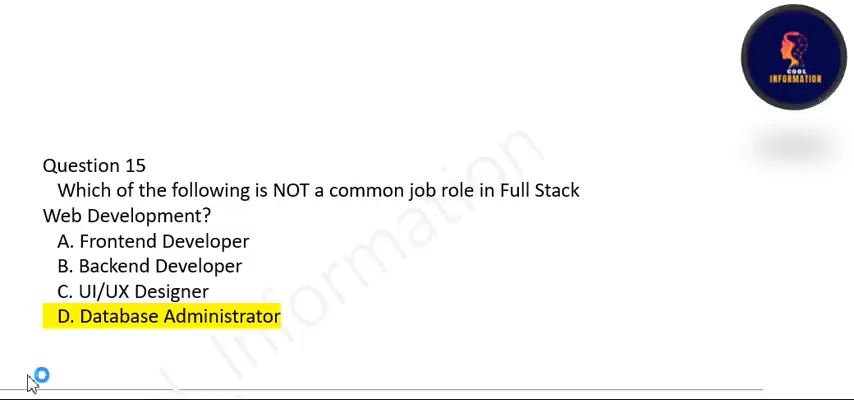 COOL
INFORMATION
Question 15
Which of the following is NOT a common job role in Full Stack
Web Development?
A. Frontend Developer
B. Backend Developer
C. UI/UX Designer
D. Database Administrator
Information